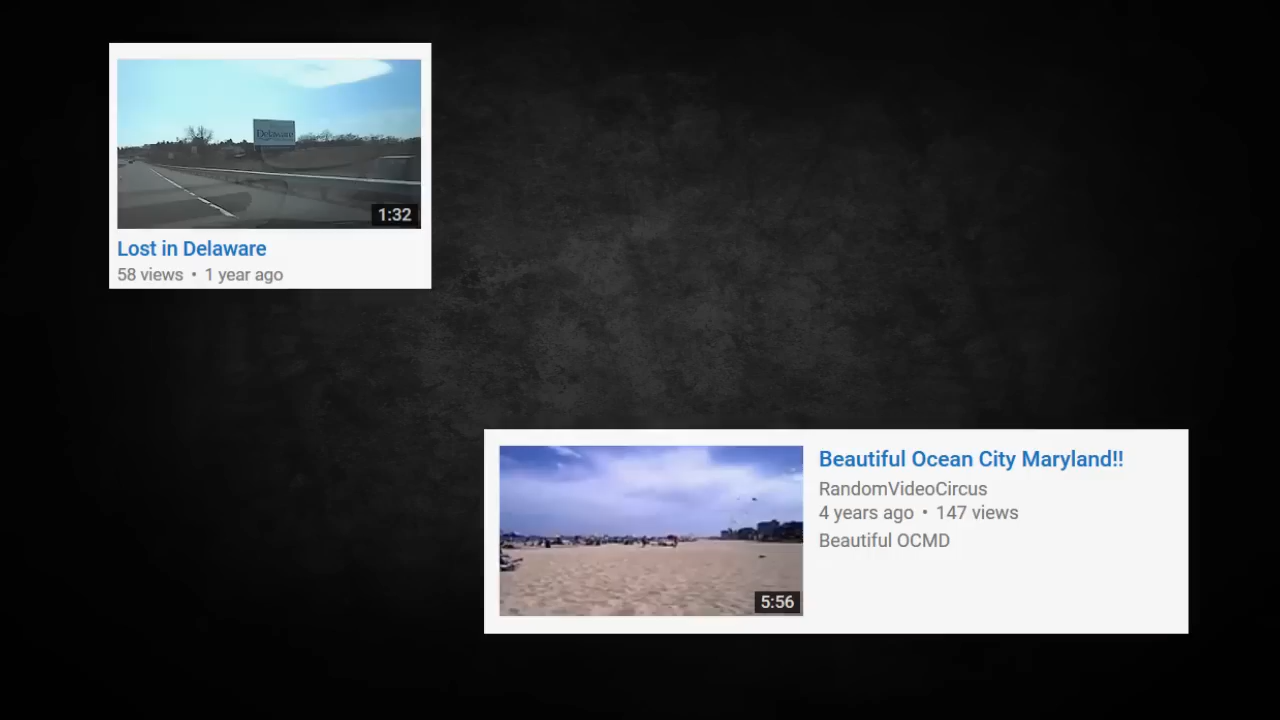 Delaware
1:32
Lost in Delaware
58 views • 1 year ago
5:56
Beautiful Ocean City Maryland!!
RandomVideoCircus
4 years ago • 147 views
Beautiful OCMD